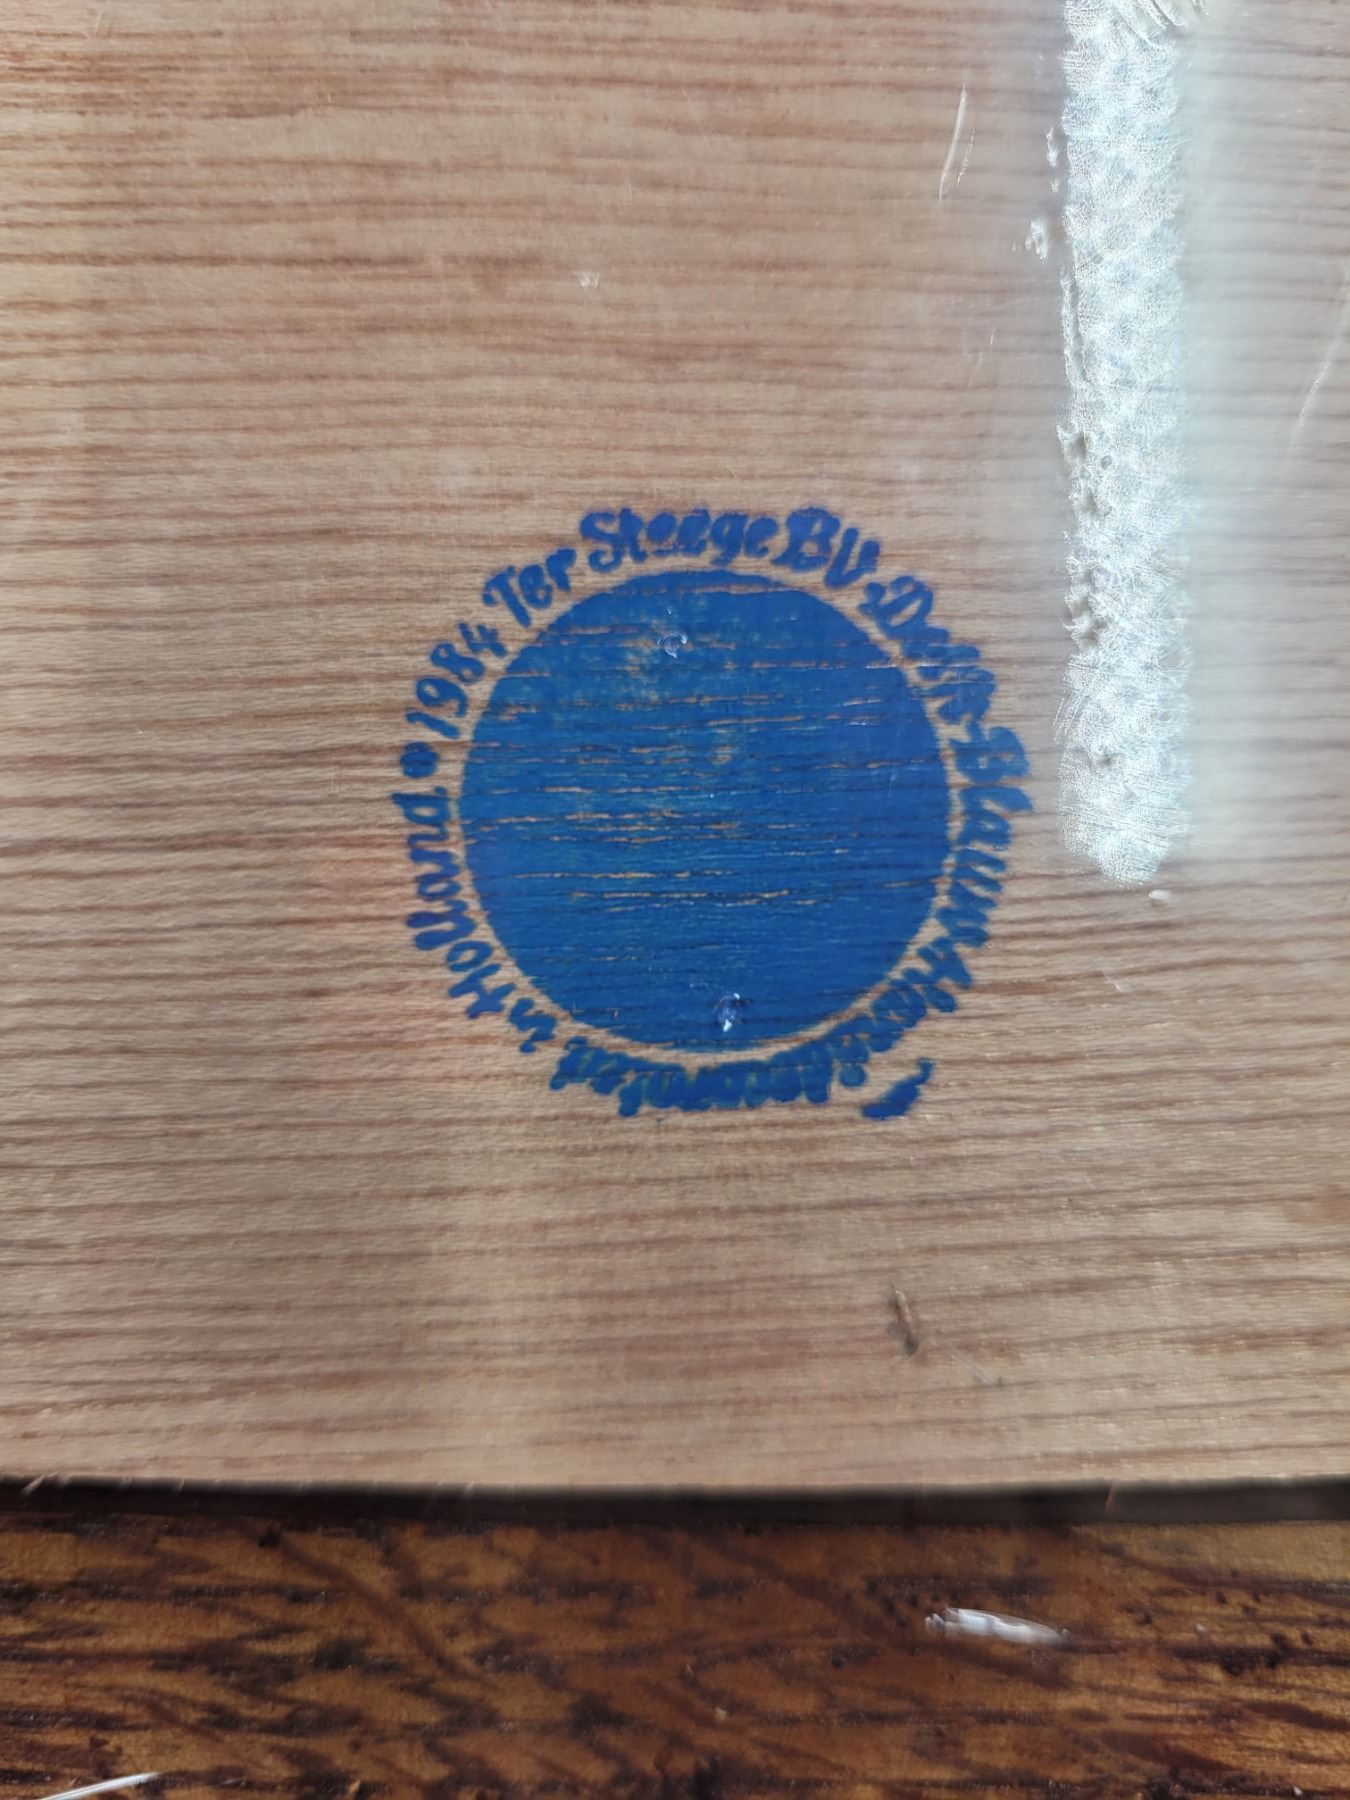 1984 Ter Steege BV. Delft-Blauw
in Holland.